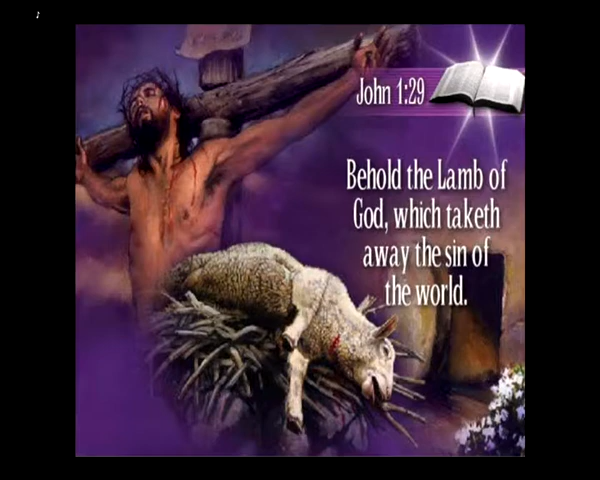 John 1:29
Behold the Lamb of
God, which taketh
away the sin of
the world.